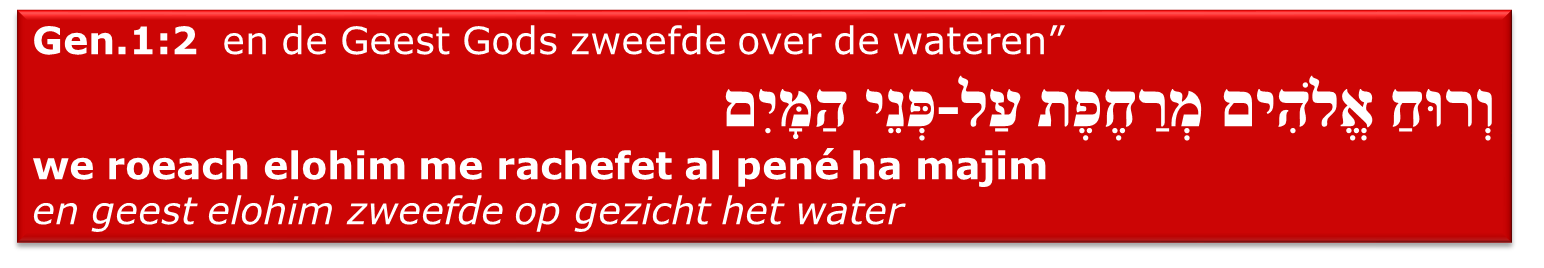 Gen.1:2  en de Geest Gods zweefde over de wateren”
וְרוּחַ אֱלֹהִים מְרַחֶפֶת עַל-פְּנֵי הַמָּיִם
we roeach elohim me rachefet al pené ha majim
en geest elohim zweefde op gezicht het water